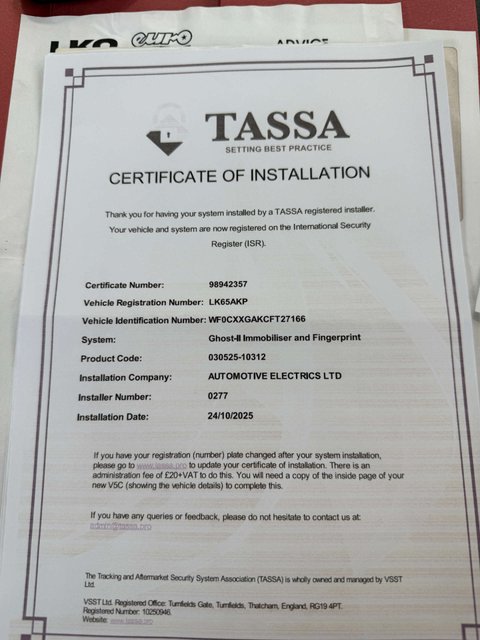 LKQ euro ADVICE
TASSA
SETTING BEST PRACTICE
CERTIFICATE OF INSTALLATION
Thank you for having your system installed by a TASSA registered installer.
Your vehicle and system are now registered on the International Security
Register (ISR).
Certificate Number: 98942357
Vehicle Registration Number: LK65AKP
Vehicle Identification Number: WF0CXXGAKCFT27166
System: Ghost-II Immobiliser and Fingerprint
Product Code: 030525-10312
Installation Company: AUTOMOTIVE ELECTRICS LTD
Installer Number: 0277
Installation Date: 24/10/2025
If you have your registration (number) plate changed after your system installation,
please go to www.tassa.pro to update your certificate of installation. There is an
administration fee of £20+VAT to do this. You will need a copy of the inside page of your
new V5C (showing the vehicle details) to complete this.
If you have any queries or feedback, please do not hesitate to contact us at:
admin@tassa.pro
The Tracking and Aftermarket Security System Association (TASSA) is wholly owned and managed by VSST
Ltd.
VSST Ltd. Registered Office: Turnfields Gate, Turnfields, Thatcham, England, RG19 4PT.
Registered Number: 10250946.
Website: www.tassa.pro